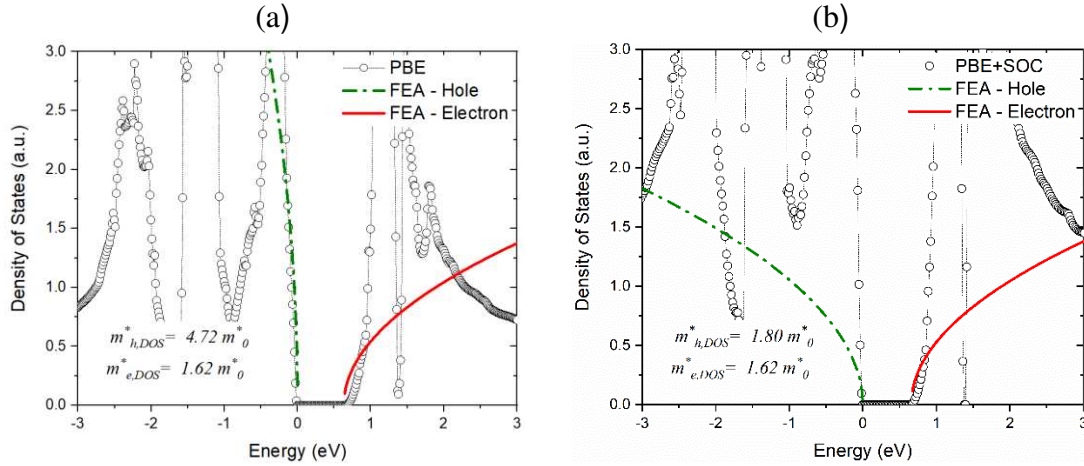 (a)
3.0
2.5
2.0
1.5
1.0
0.5
0.0
Density of States (a.u.)
PBE
FEA - Hole
FEA - Electron
m*h,DOS= 4.72 m*0
m*e,DOS= 1.62 m*0
-3 -2 -1 0 1 2 3
Energy (eV)
(b)
3.0
2.5
2.0
1.5
1.0
0.5
0.0
Density of States (a.u.)
PBE+SOC
FEA - Hole
FEA - Electron
m*h,DOS= 1.80 m*0
m*e,DOS= 1.62 m*0
-3 -2 -1 0 1 2 3
Energy (eV)